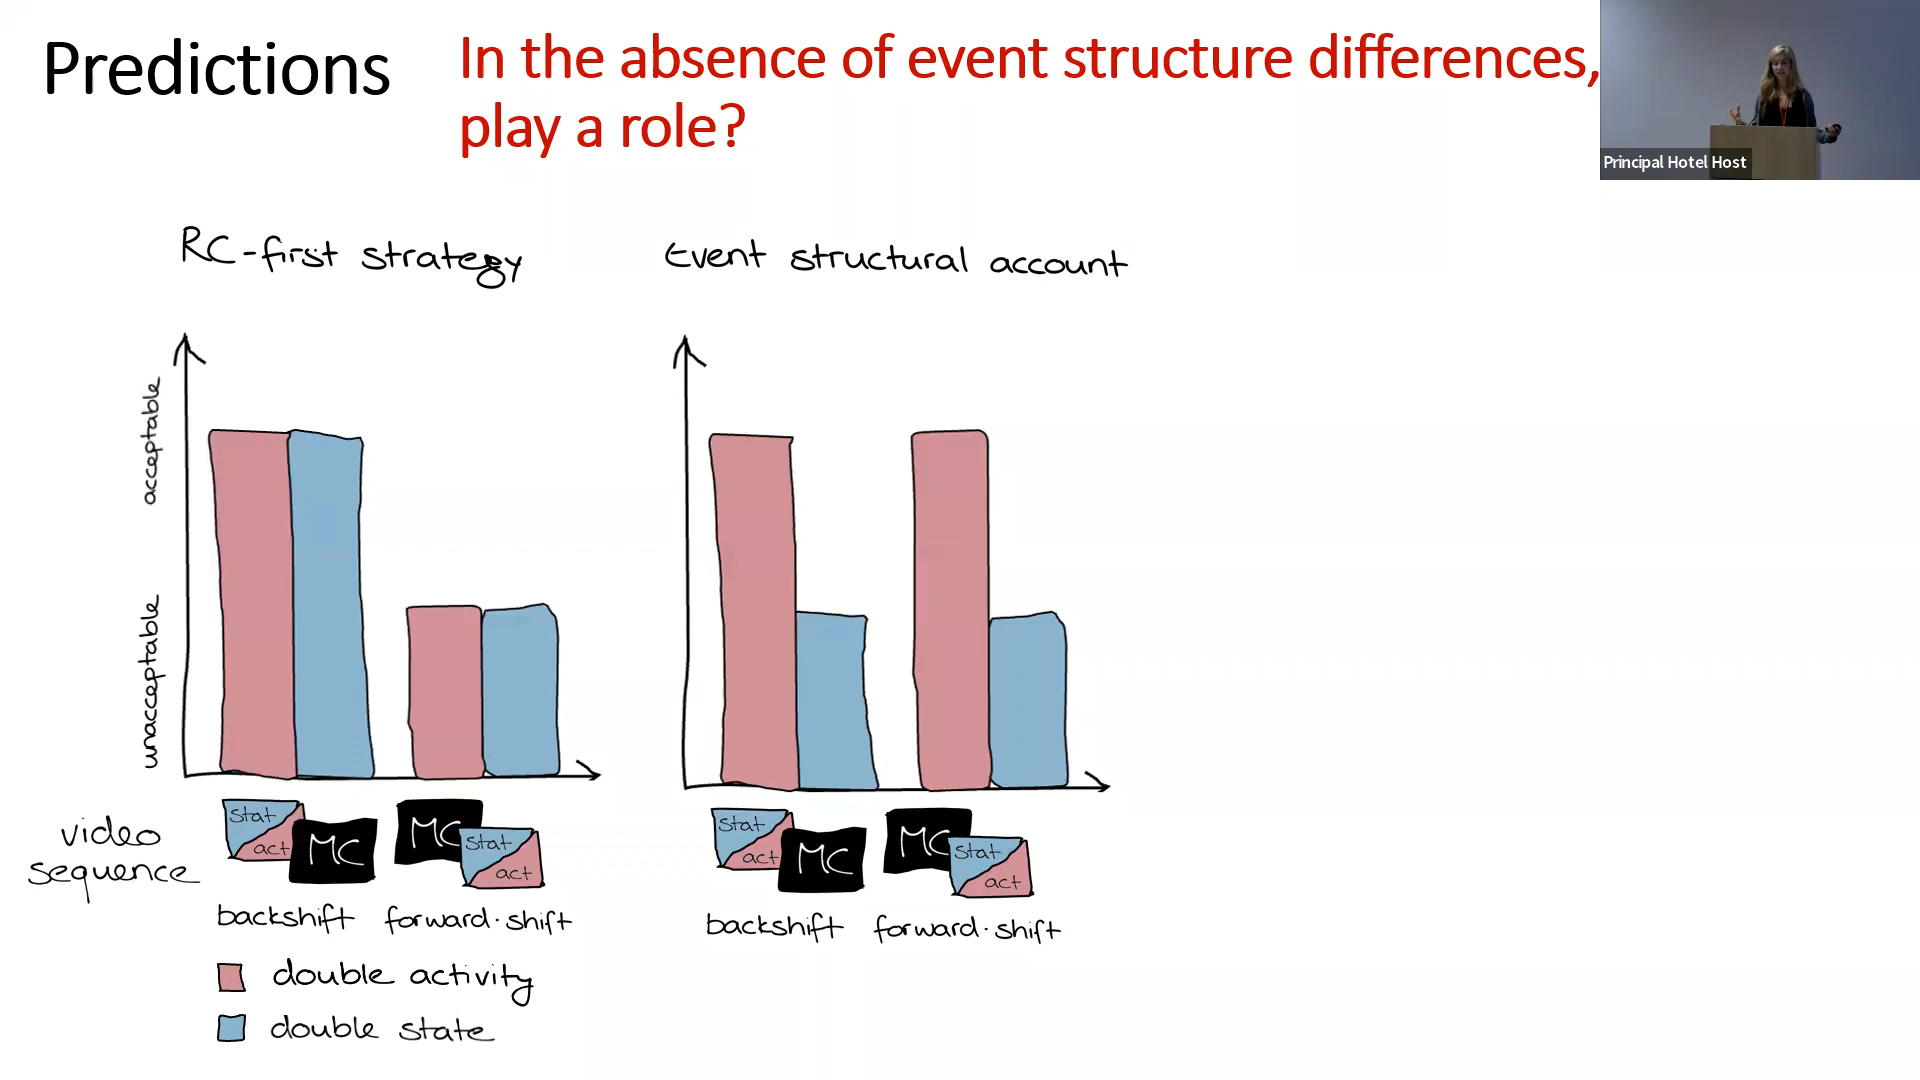 Predictions
In the absence of event structure differences,
play a role?
Principal Hotel Host
RC-first strategy
Event structural account
acceptable
unacceptable
video
sequence
stat
act
MC
MC
stat
act
stat
act
MC
MC
stat
act
backshift
forward-shift
backshift
forward-shift
double activity
double state